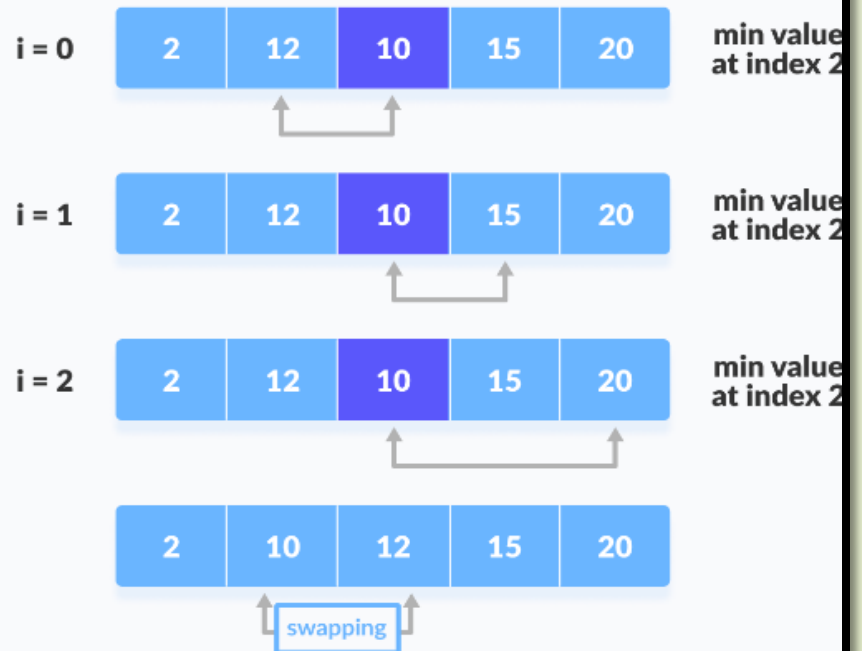 i = 0 2 12 10 15 20 min value
at index 2
i = 1 2 12 10 15 20 min value
at index 2
i = 2 2 12 10 15 20 min value
at index 2
2 10 12 15 20
swapping